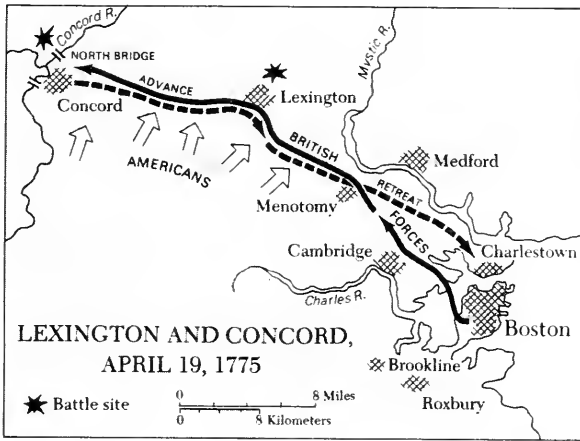 Concord R.
NORTH BRIDGE
Concord
ADVANCE
Lexington
AMERICANS
BRITISH
Mystic R.
Medford
RETREAT
Menotomy
FORCES
Cambridge
Charlestown
Charles R.
Boston
LEXINGTON AND CONCORD,
APRIL 19, 1775
Brookline
Roxbury
Battle site
0 8 Miles
0 8 Kilometers